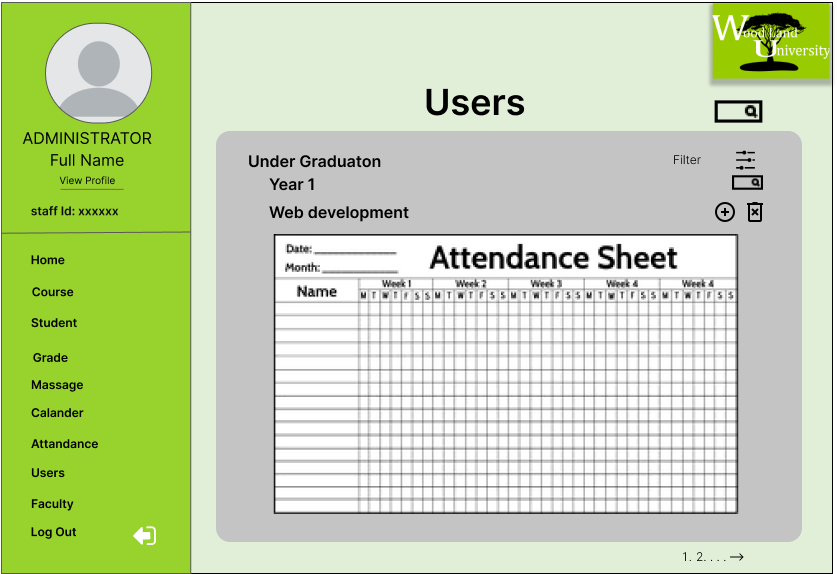 ADMINISTRATOR
Full Name
View Profile
staff Id: xxxxxx
Home
Course
Student
Grade
Massage
Calander
Attandance
Users
Faculty
Log Out
Wood Land
University
Users
Under Graduaton
Filter
Year 1
Web development
Date: ______________
Month: ______________
Attendance Sheet
Name
Week 1 Week 2 Week 3 Week 4 Week 4
M T W T F S S M T W T F S S M T W T F S S M T W T F S S M T W T F S S
1. 2. . . . →